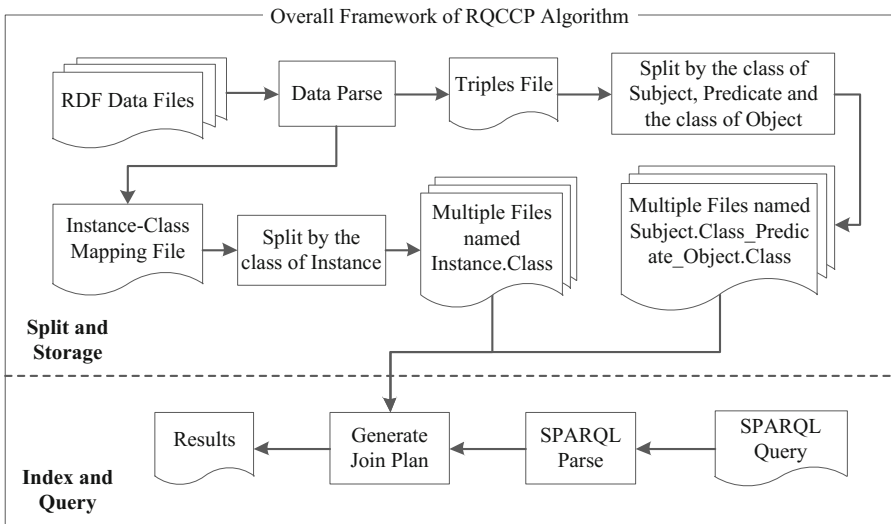 Overall Framework of RQCCP Algorithm
RDF Data Files
Data Parse
Triples File
Split by the class of
Subject, Predicate and
the class of Object
Instance-Class
Mapping File
Split by the
class of Instance
Multiple Files
named
Instance.Class
Multiple Files named
Subject.Class_Predic
ate_Object.Class
Split and
Storage
Results
Generate
Join Plan
SPARQL
Parse
SPARQL
Query
Index and
Query